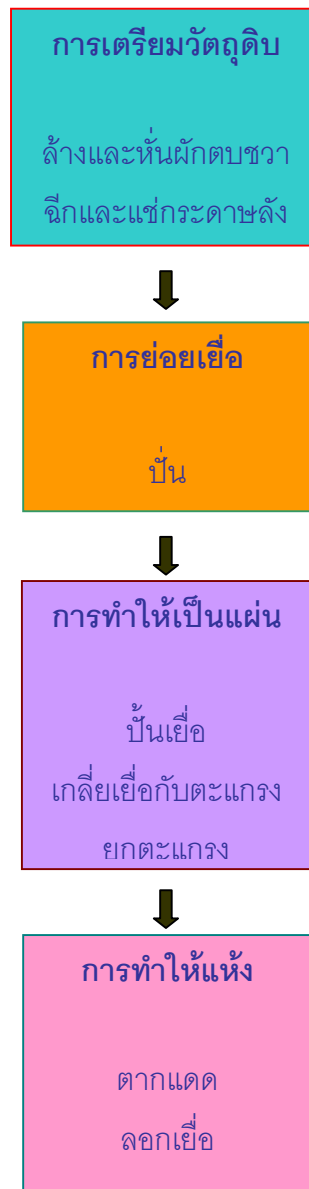 การเตรียมวัตถุดิบ
ล้างและหั่นผักตบชวา
ฉีกและแช่กระดาษลัง
การย่อยเยื่อ
ปั่น
การทำให้เป็นแผ่น
ปั้นเยื่อ
เกลี่ยเยื่อกับตะแกรง
ยกตะแกรง
การทำให้แห้ง
ตากแดด
ลอกเยื่อ